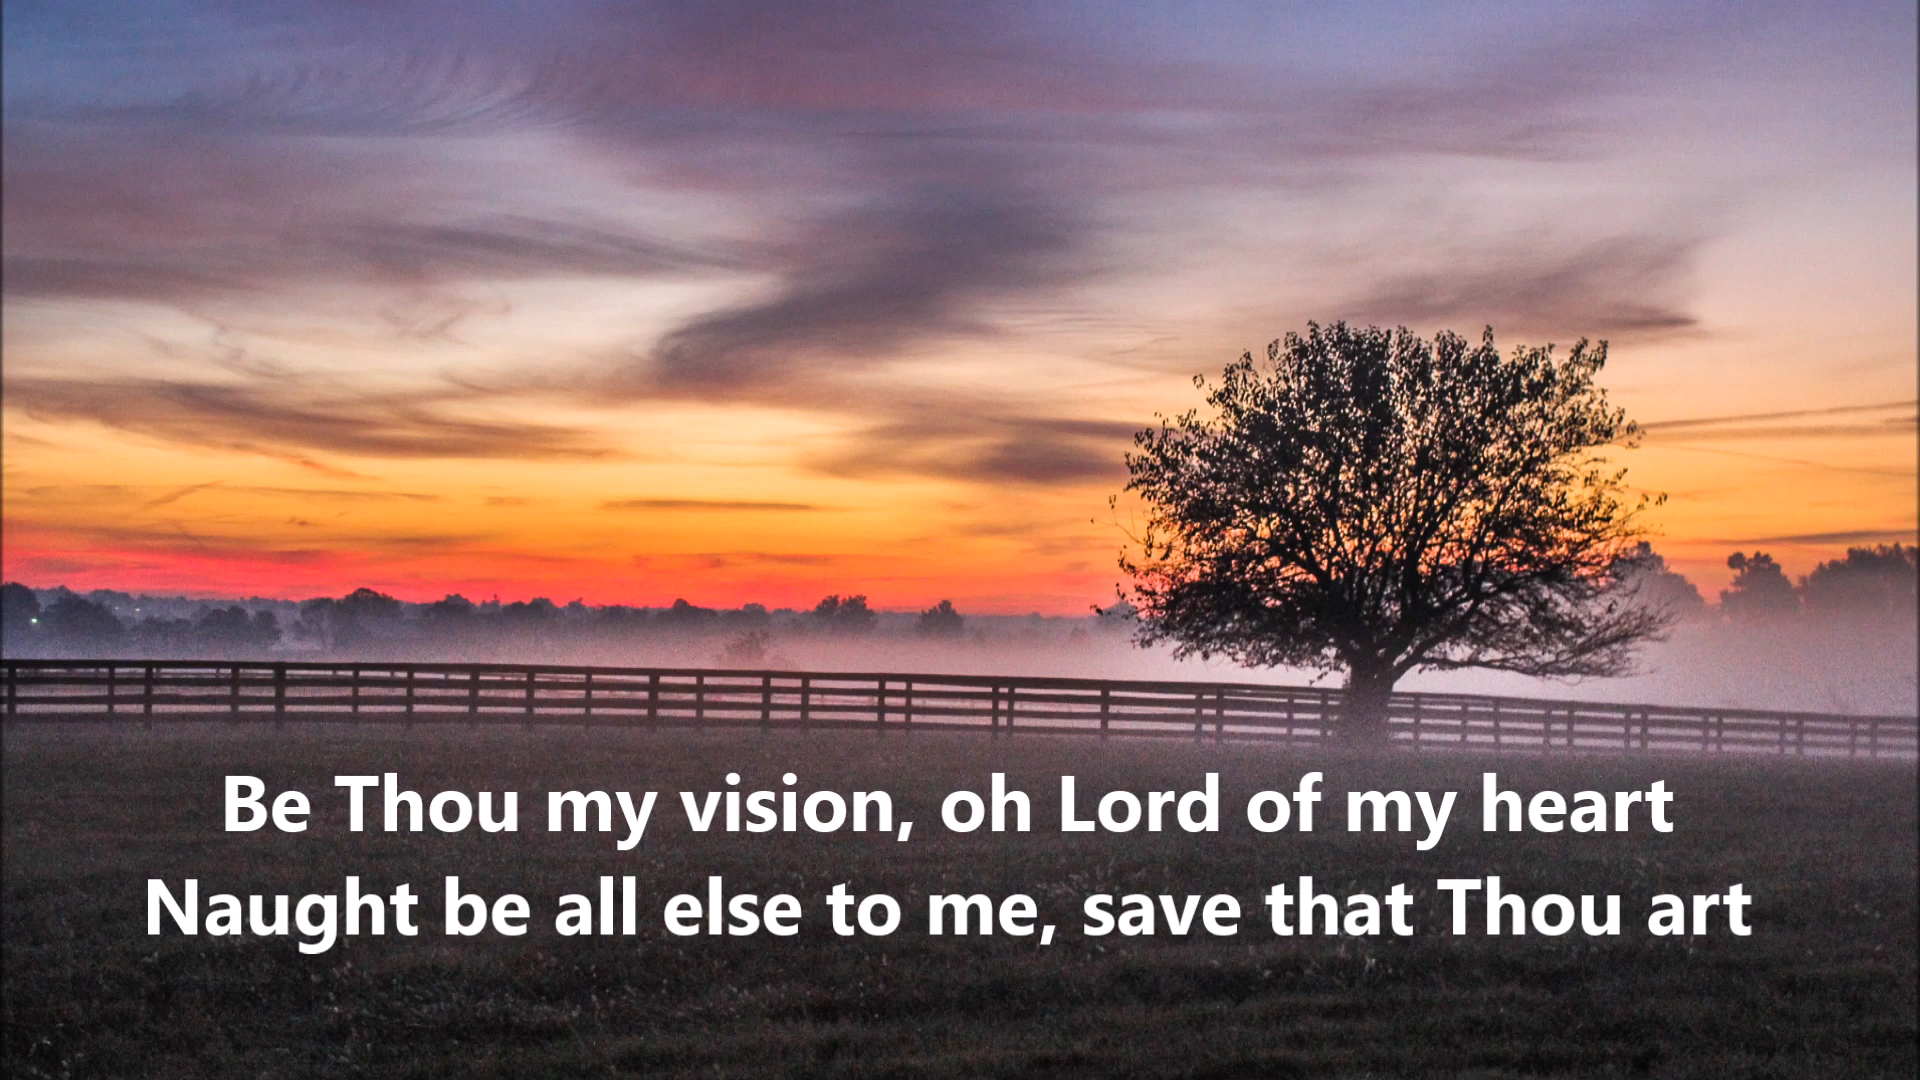 Be Thou my vision, oh Lord of my heart
Naught be all else to me, save that Thou art